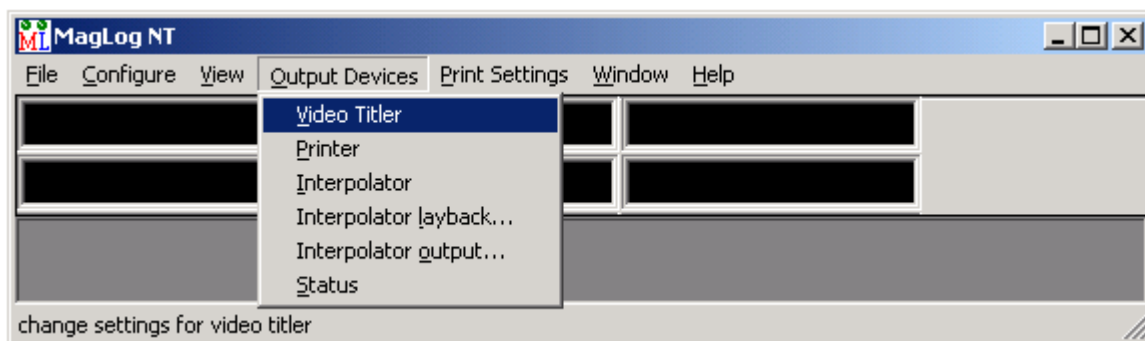 ML MagLog NT
File Configure View Output Devices Print Settings Window Help
Video Titler
Printer
Interpolator
Interpolator layback...
Interpolator output...
Status
change settings for video titler